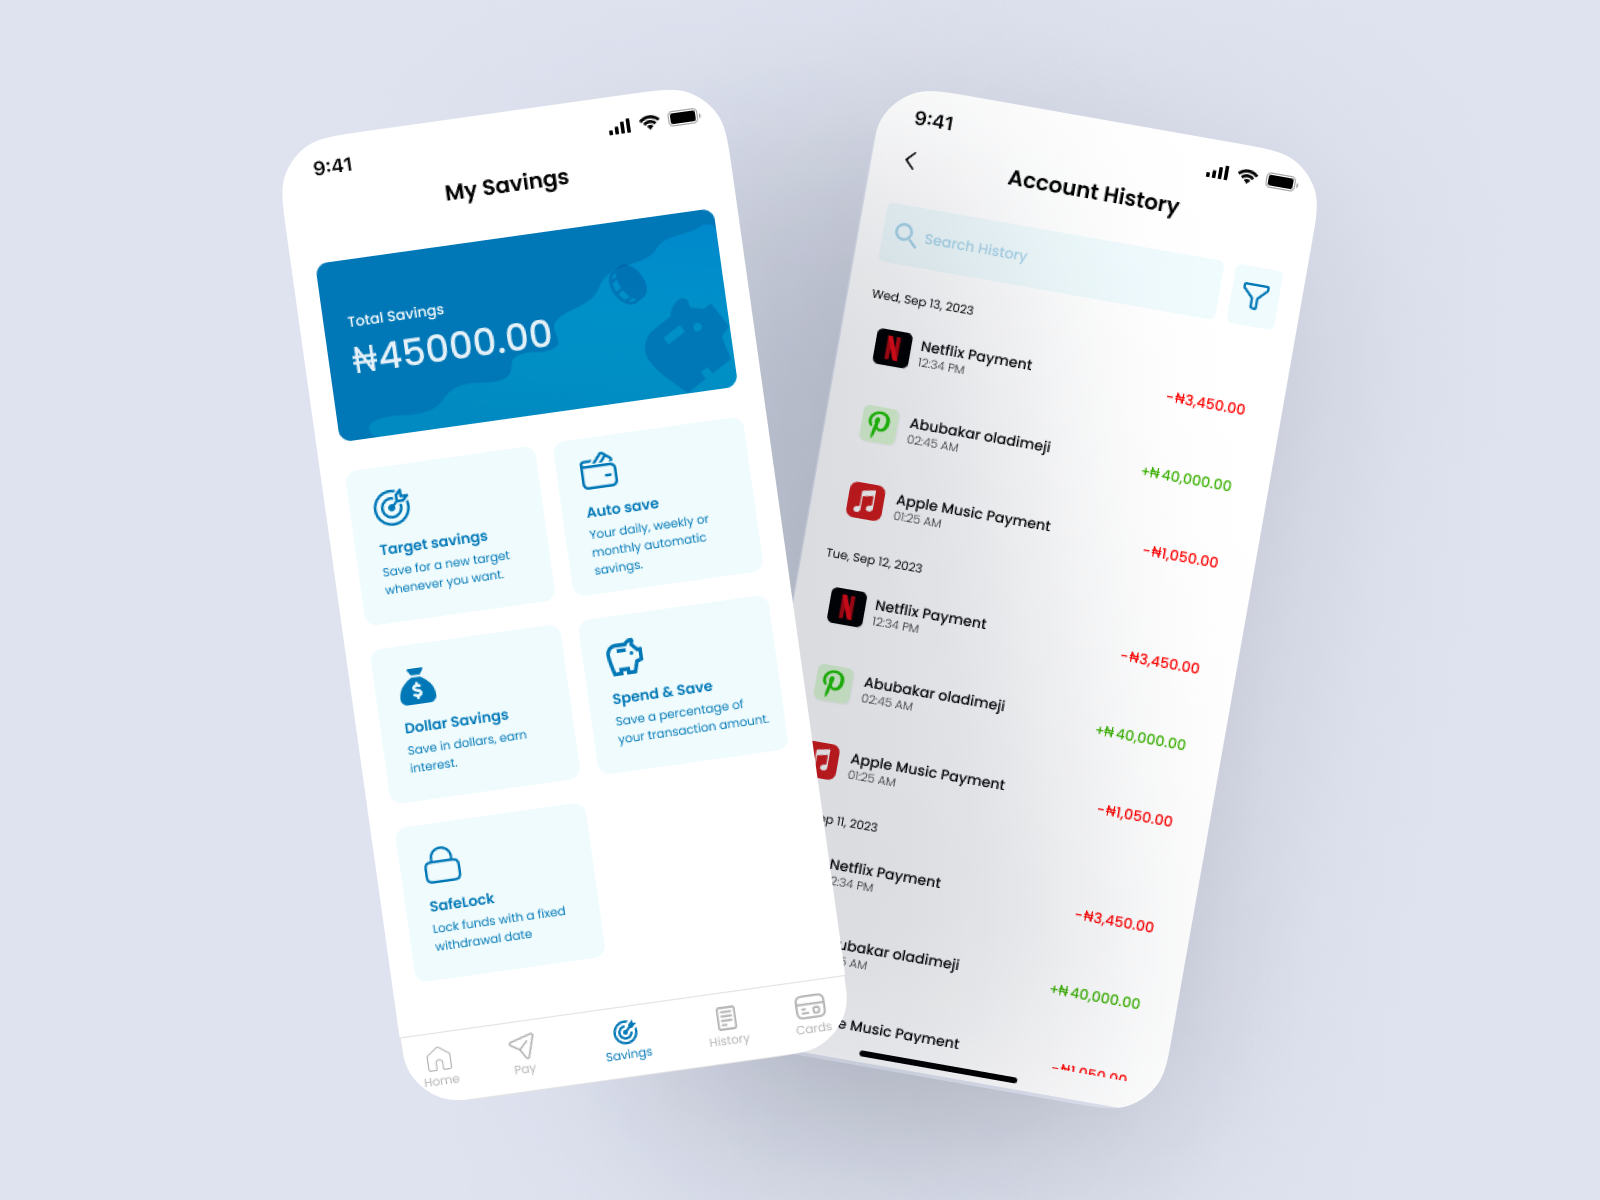 9:41
My Savings
Total Savings
₦45000.00
Target savings
Save for a new target
whenever you want.
Auto save
Your daily, weekly or
monthly automatic
savings.
Dollar Savings
Save in dollars, earn
interest.
Spend & Save
Save a percentage of
your transaction amount.
SafeLock
Lock funds with a fixed
withdrawal date
Home
Pay
Savings
History
Cards
9:41
Account History
Search History
Wed, Sep 13, 2023
Netflix Payment
12:34 PM
-₦3,450.00
Abubakar oladimeji
02:45 AM
+₦40,000.00
Apple Music Payment
01:25 AM
-₦1,050.00
Tue, Sep 12, 2023
Netflix Payment
12:34 PM
-₦3,450.00
Abubakar oladimeji
02:45 AM
+₦40,000.00
Apple Music Payment
01:25 AM
-₦1,050.00
11, 2023
Netflix Payment
2:34 PM
-₦3,450.00
ubakar oladimeji
AM
+₦40,000.00
e Music Payment
-₦1,050.00